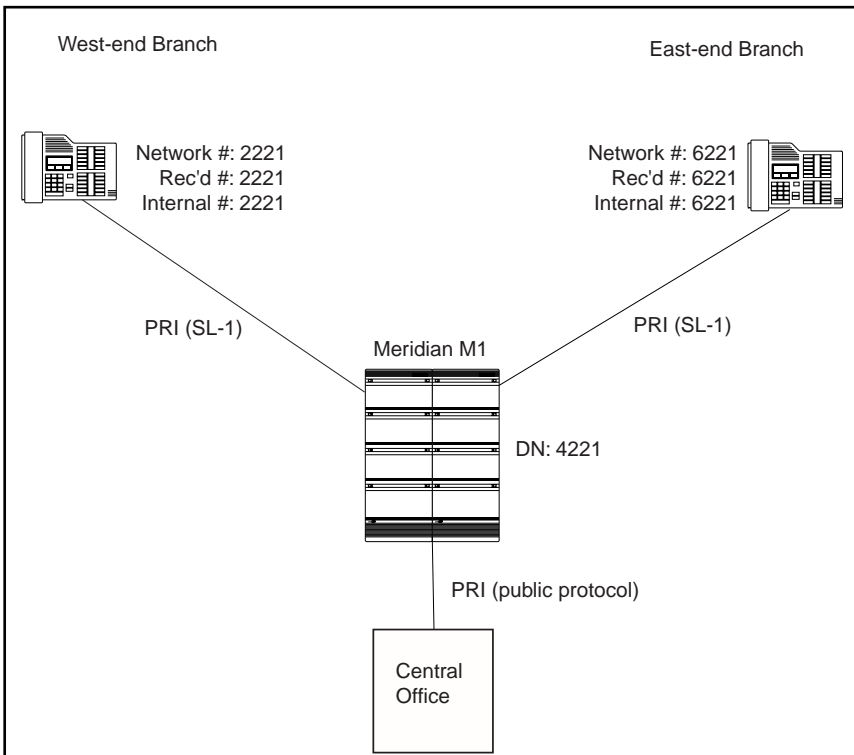 West-end Branch
East-end Branch
Network #: 2221
Rec'd #: 2221
Internal #: 2221
Network #: 6221
Rec'd #: 6221
Internal #: 6221
PRI (SL-1)
PRI (SL-1)
Meridian M1
DN: 4221
PRI (public protocol)
Central
Office